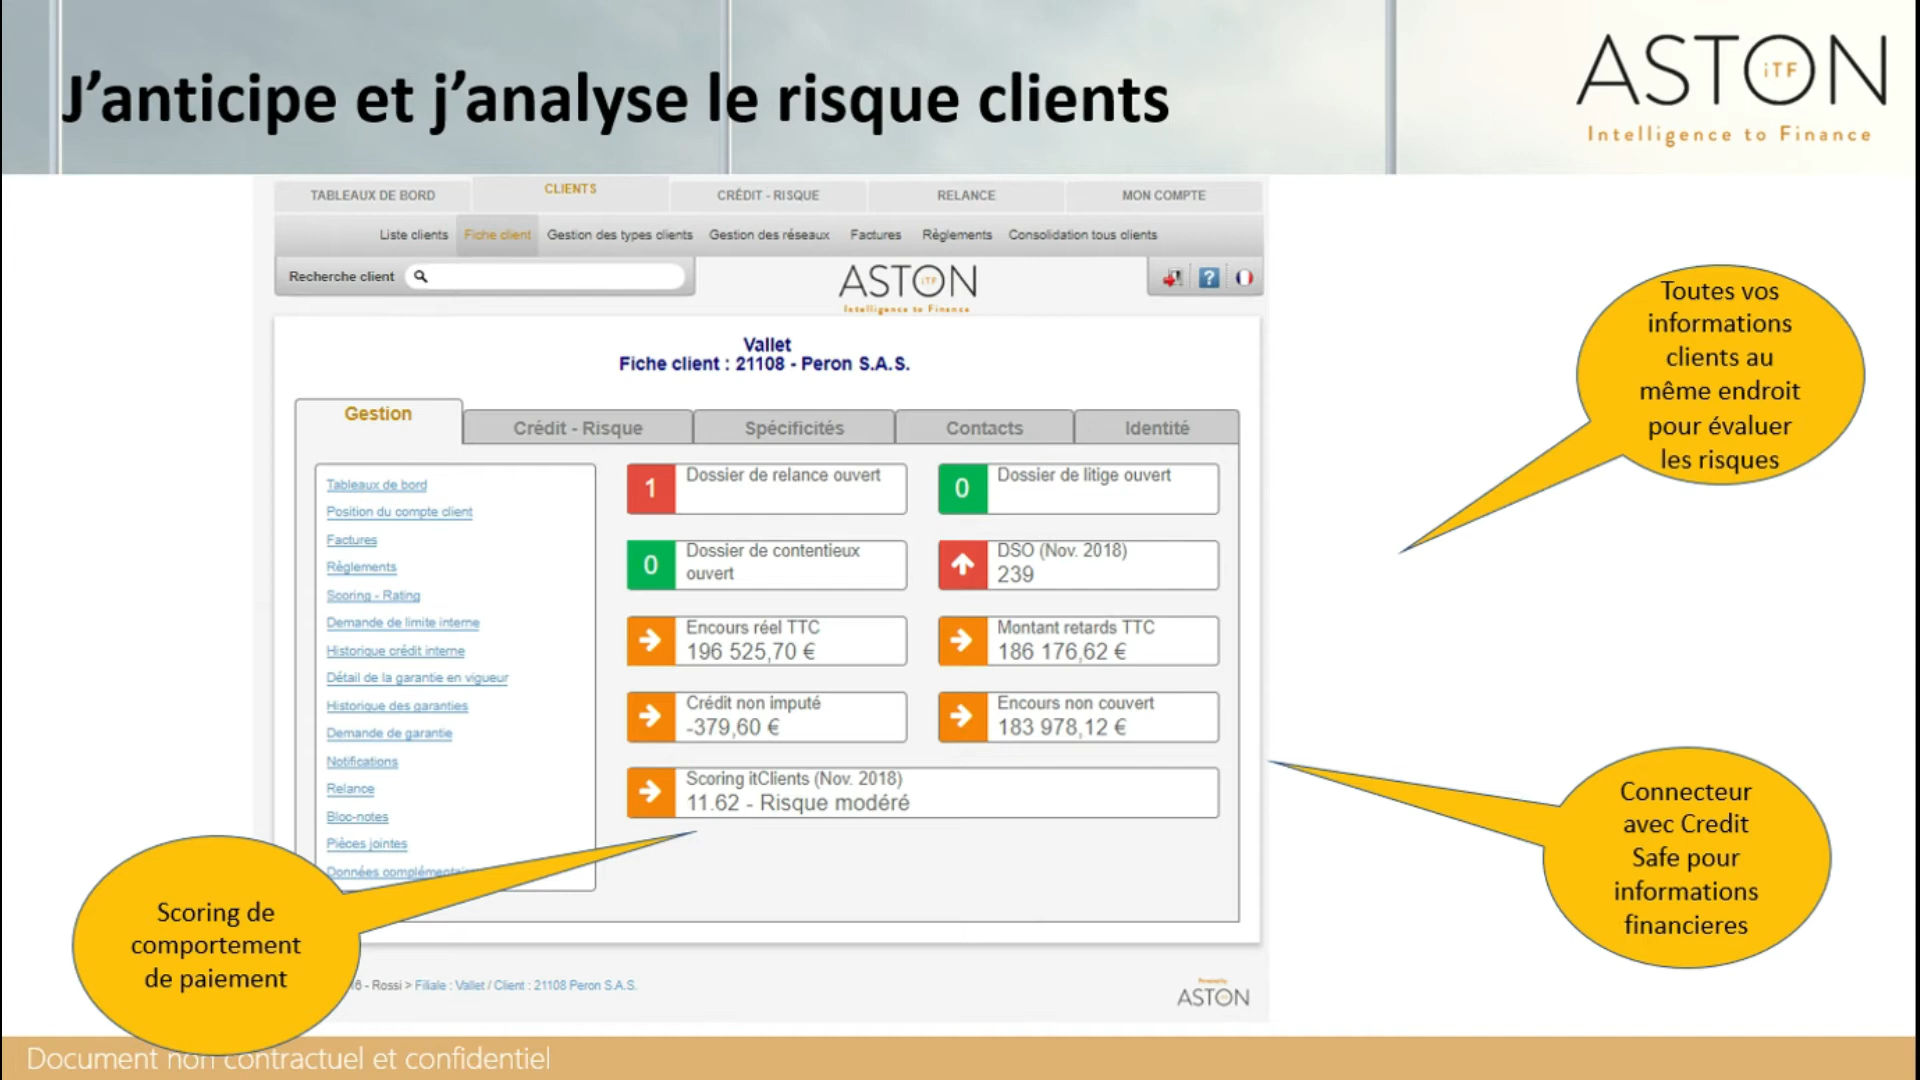 J'anticipe et j'analyse le risque clients
ASTON
iTF
Intelligence to Finance
TABLEAUX DE BORD
CLIENTS
CRÉDIT - RISQUE
RELANCE
MON COMPTE
Liste clients
Fiche client
Gestion des types clients
Gestion des réseaux
Factures
Règlements
Consolidation tous clients
Recherche client
ASTON
iTF
Intelligence to Finance
?
Vallet
Fiche client : 21108 - Peron S.A.S.
Gestion
Crédit - Risque
Spécificités
Contacts
Identité
Tableaux de bord
Position du compte client
Factures
Règlements
Scoring - Rating
Demande de limite interne
Historique crédit interne
Détail de la garantie en vigueur
Historique des garanties
Demande de garantie
Notifications
Relance
Bloc-notes
Pièces jointes
Données
1
Dossier de relance ouvert
0
Dossier de litige ouvert
0
Dossier de contentieux
ouvert
DSO (Nov. 2018)
239
Encours réel TTC
196 525,70 €
Montant retards TTC
186 176,62 €
Crédit non imputé
-379,60 €
Encours non couvert
183 978,12 €
Scoring itClients (Nov. 2018)
11.62 - Risque modéré
Toutes vos
informations
clients au
même endroit
pour évaluer
les risques
Connecteur
avec Credit
Safe pour
informations
financieres
Scoring de
comportement
de paiement
- Rossi > Filiale : Vallet / Client : 21108 Peron S.A.S.
Powered by
ASTON
Document non contractuel et confidentiel